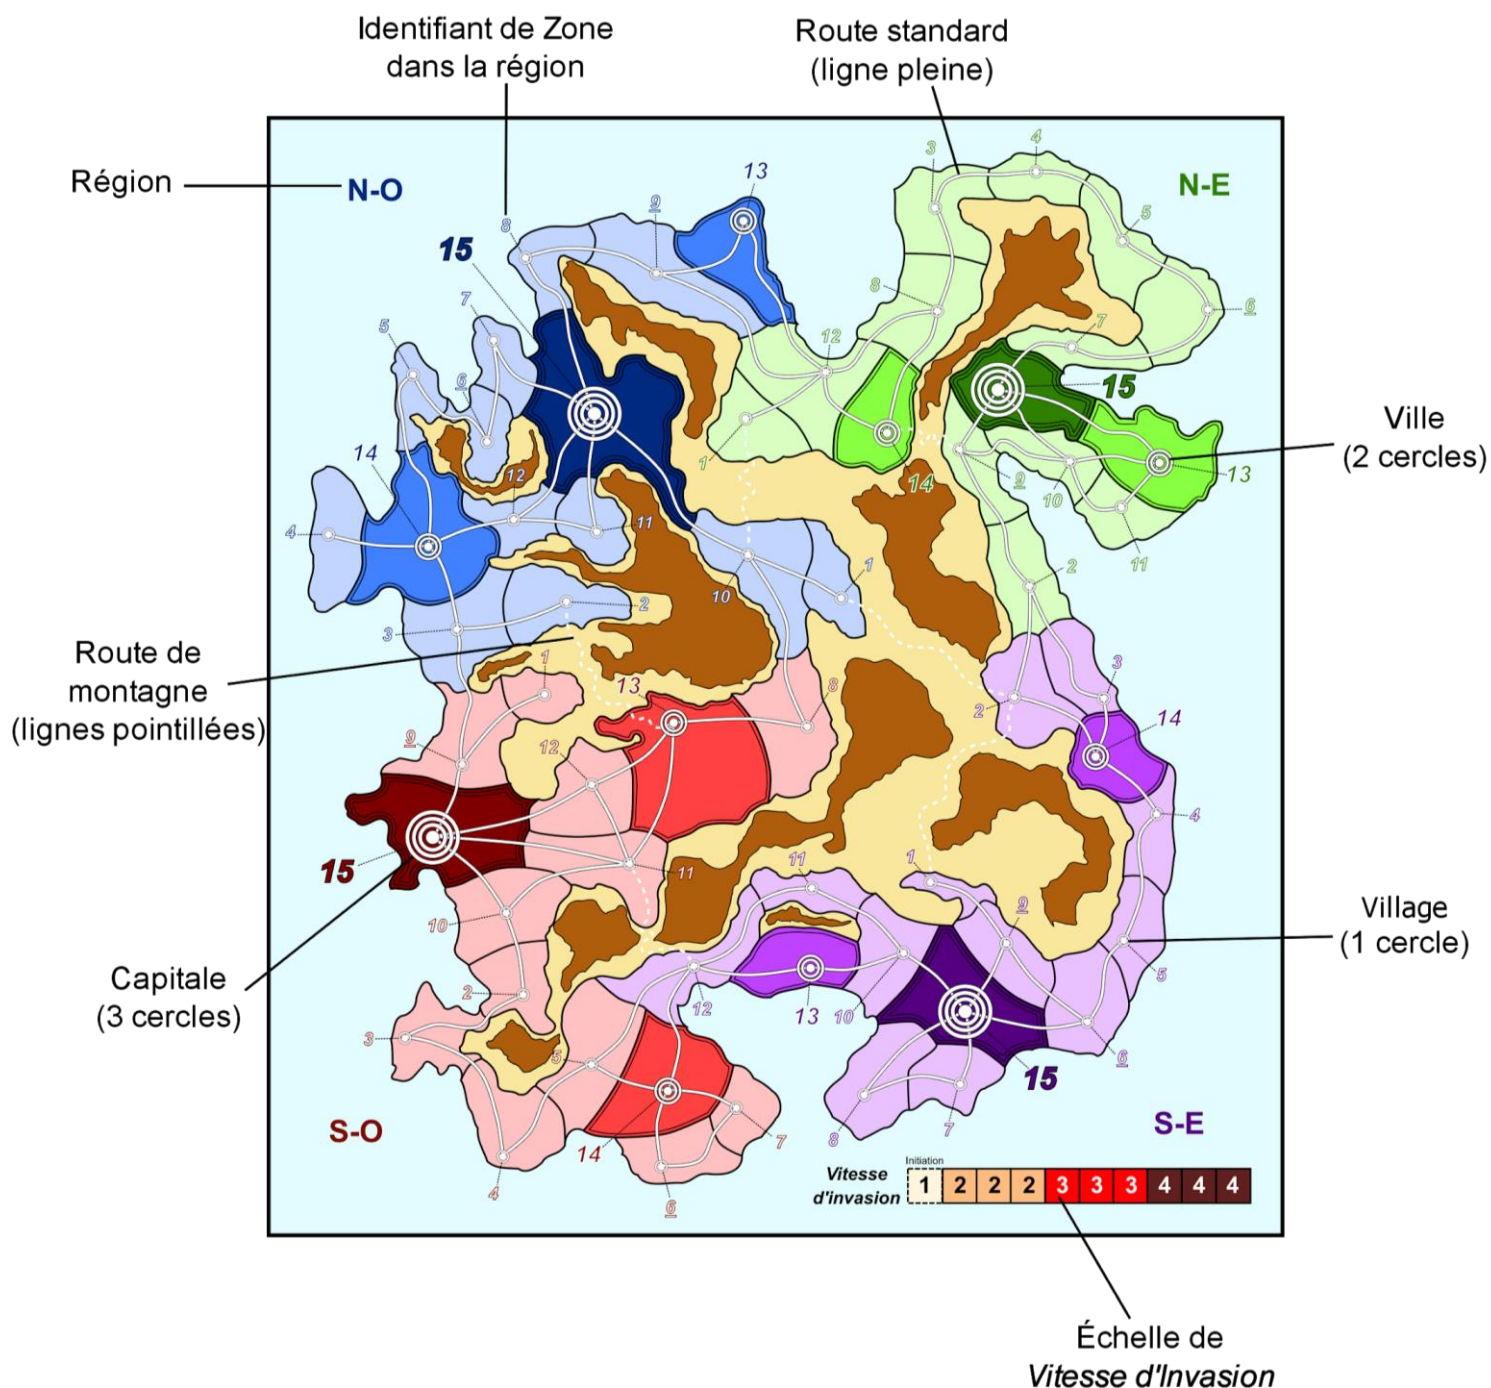 Identifiant de Zone
dans la région
Route standard
(ligne pleine)
Région
N-O
N-E
13
4
3
9
8
15
5
7
6
8
5
12
7
6
15
14
12
1
14
9
10
13
11
Ville
(2 cercles)
4
11
10
1
2
3
2
Route de
montagne
(lignes pointillées)
1
13
8
9
12
2
3
14
4
15
11
10
11
1
9
Village
(1 cercle)
5
Capitale
(3 cercles)
2
3
12
13
10
5
6
15
S-O
S-E
14
7
4
6
8
7
Initiation
Vitesse
d'invasion
1 2 2 2 3 3 3 4 4 4
Échelle de
Vitesse d'Invasion